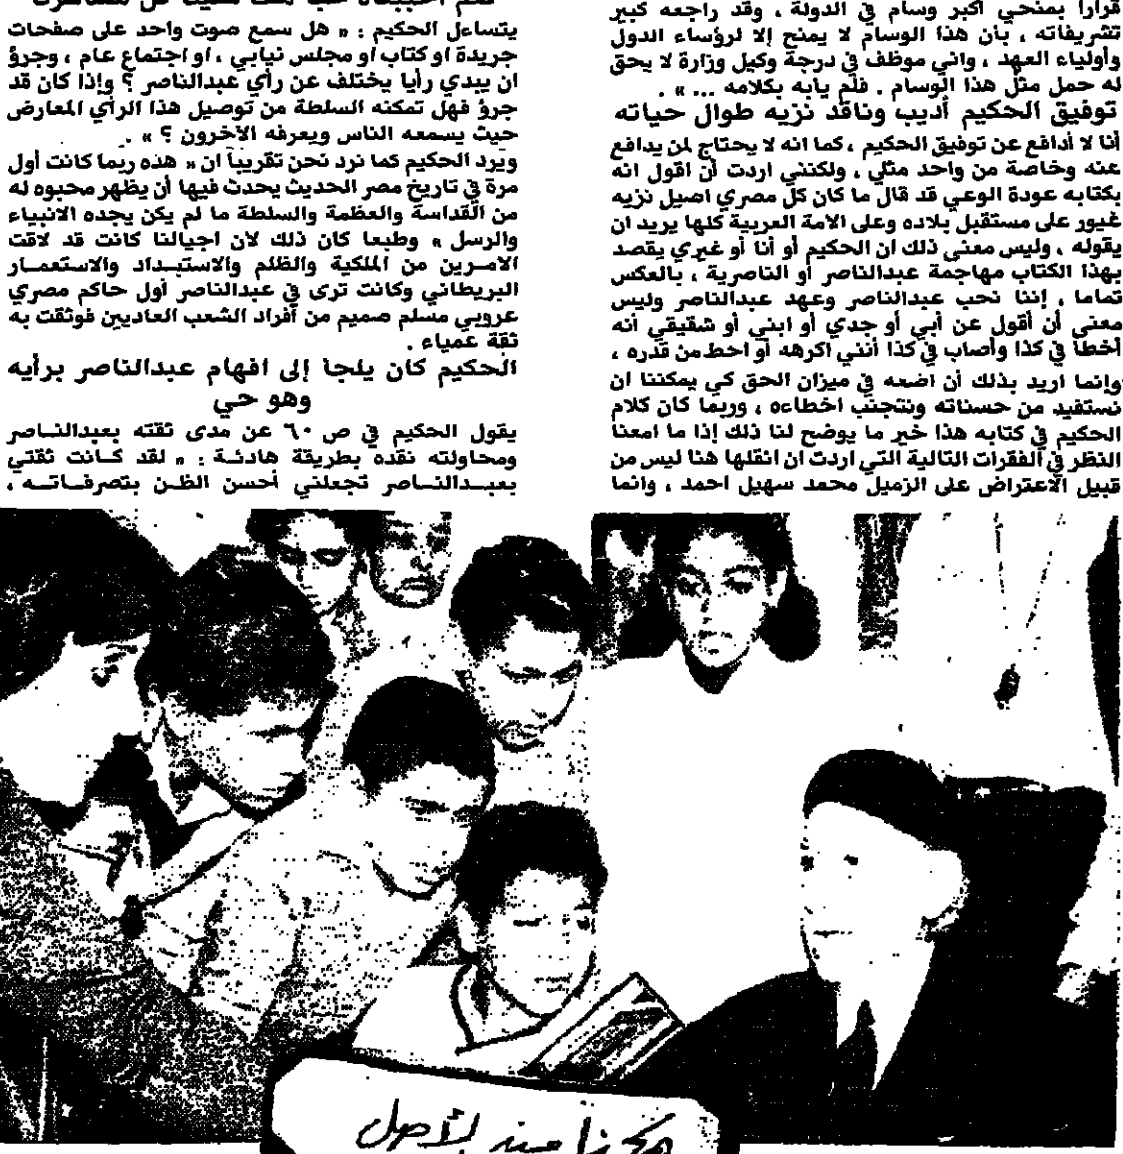 قرارا بمنحي اكبر وسام في الدولة ، وقد راجعه كبير
تشريفاته ، بأن هذا الوسام لا يمنح إلا لرؤساء الدول
وأولياء العهد ، واني موظف في درجة وكيل وزارة لا يحق
له حمل مثل هذا الوسام . فلم يابه بكلامه ... » .
توفيق الحكيم أديب وناقد نزيه طوال حياته
أنا لا أدافع عن توفيق الحكيم ، كما انه لا يحتاج لمن يدافع
عنه وخاصة من واحد مثلي ، ولكنني اردت أن اقول انه
بكتابه عودة الوعي قد قال ما كان كل مصري اصيل نزيه
غيور على مستقبل بلاده وعلى الامة العربية كلها يريد ان
يقوله ، وليس معنى ذلك ان الحكيم أو أنا أو غيري يقصد
بهذا الكتاب مهاجمة عبدالناصر أو الناصرية ، بالعكس
تماما ، إننا نحب عبدالناصر وعهد عبدالناصر وليس
معنى أن أقول عن أبي أو جدي أو ابني أو شقيقي أنه
أخطأ في كذا وأصاب في كذا أنني اكرهه أو احط من قدره ،
وانما اريد بذلك أن اضعه في ميزان الحق كي يمكننا ان
نستفيد من حسناته ونتجنب اخطاءه ، وربما كان كلام
الحكيم في كتابه هذا خير ما يوضح لنا ذلك إذا ما امعنا
النظر في الفقرات التالية التي اردت ان انقلها هنا ليس من
قبيل الاعتراض على الزميل محمد سهيل احمد ، وانما
يتساءل الحكيم : « هل سمع صوت واحد على صفحات
جريدة او كتاب او مجلس نيابي ، او اجتماع عام ، وجرؤ
ان يبدي رايا يختلف عن رأي عبدالناصر ؟ وإذا كان قد
جرؤ فهل تمكنه السلطة من توصيل هذا الرأي المعارض
حيث يسمعه الناس ويعرفه الآخرون ؟ » .
ويرد الحكيم كما نرد نحن تقريباً ان « هذه ربما كانت أول
مرة في تاريخ مصر الحديث يحدث فيها أن يظهر محبوه له
من القداسة والعظمة والسلطة ما لم يكن يجده الانبياء
والرسل » وطبعا كان ذلك لأن اجيالنا كانت قد لاقت
الامرين من الملكية والظلم والاستبداد والاستعمار
البريطاني وكانت ترى في عبدالناصر أول حاكم مصري
عروبي مسلم صميم من أفراد الشعب العاديين فوثقت به
ثقة عمياء .
الحكيم كان يلجا إلى افهام عبدالناصر برأيه
وهو حي
يقول الحكيم في ص ٦٠ عن مدى ثقته بعبدالناصر
ومحاولته نقده بطريقة هادئة : « لقد كانت ثقتي
بعبدالناصر تجعلني أحسن الظن بتصرفاته ،